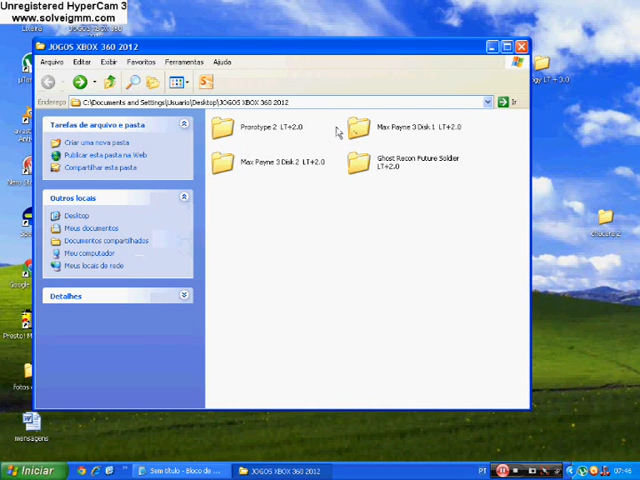 Unregistered HyperCam 3
www.solveigmm.com
JOGOS XBOX 360 2012
Arquivo Editar Exibir Favoritos Ferramentas Ajuda
Endereço C:\Documents and Settings\Usuario\Desktop\JOGOS XBOX 360 2012 Ir
Tarefas de arquivo e pasta
Criar uma nova pasta
Publicar esta pasta na Web
Compartilhar esta pasta
Outros locais
Desktop
Meus documentos
Documentos compartilhados
Meu computador
Meus locais de rede
Detalhes
Prorotype 2 LT+2.0
Max Payne 3 Disk 1 LT+2.0
Max Payne 3 Disk 2 LT+2.0
Ghost Recon Future Soldier
LT+2.0
LT + 3.0
fotos
mensagens
Iniciar
Sem título - Bloco de ...
JOGOS XBOX 360 2012
PT
07:46